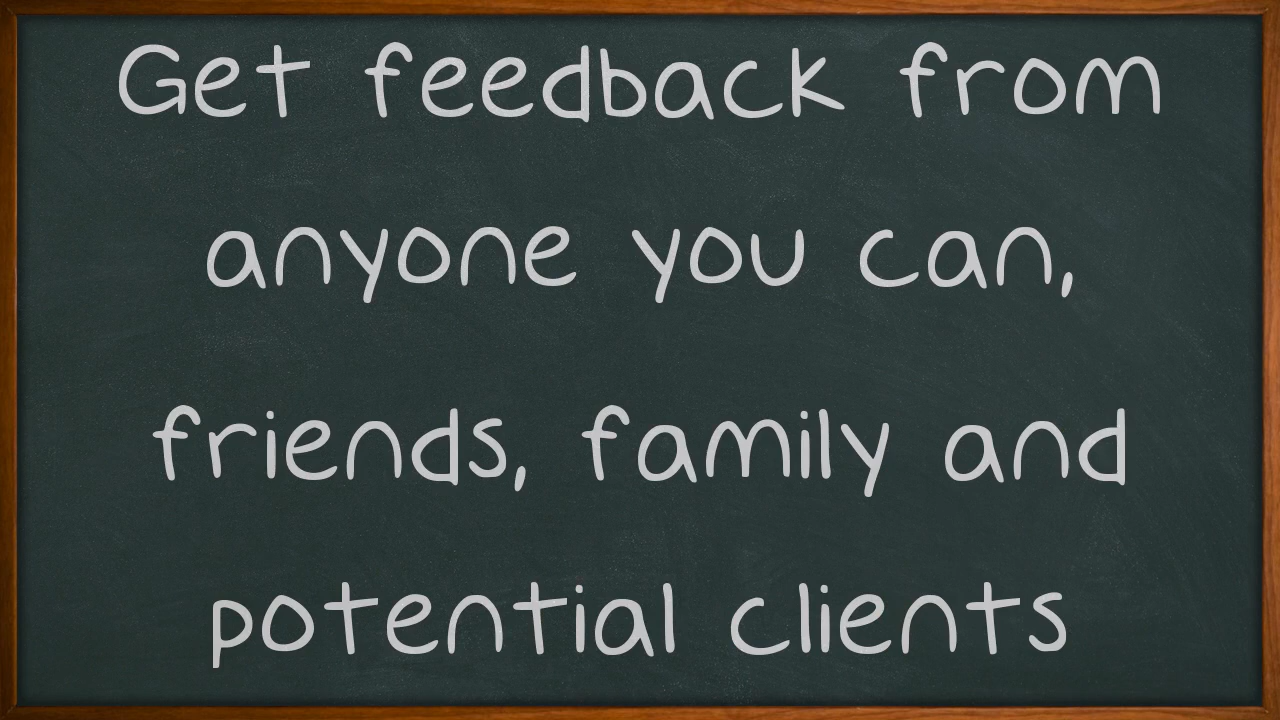 Get feedback from
anyone you can,
friends, family and
potential clients